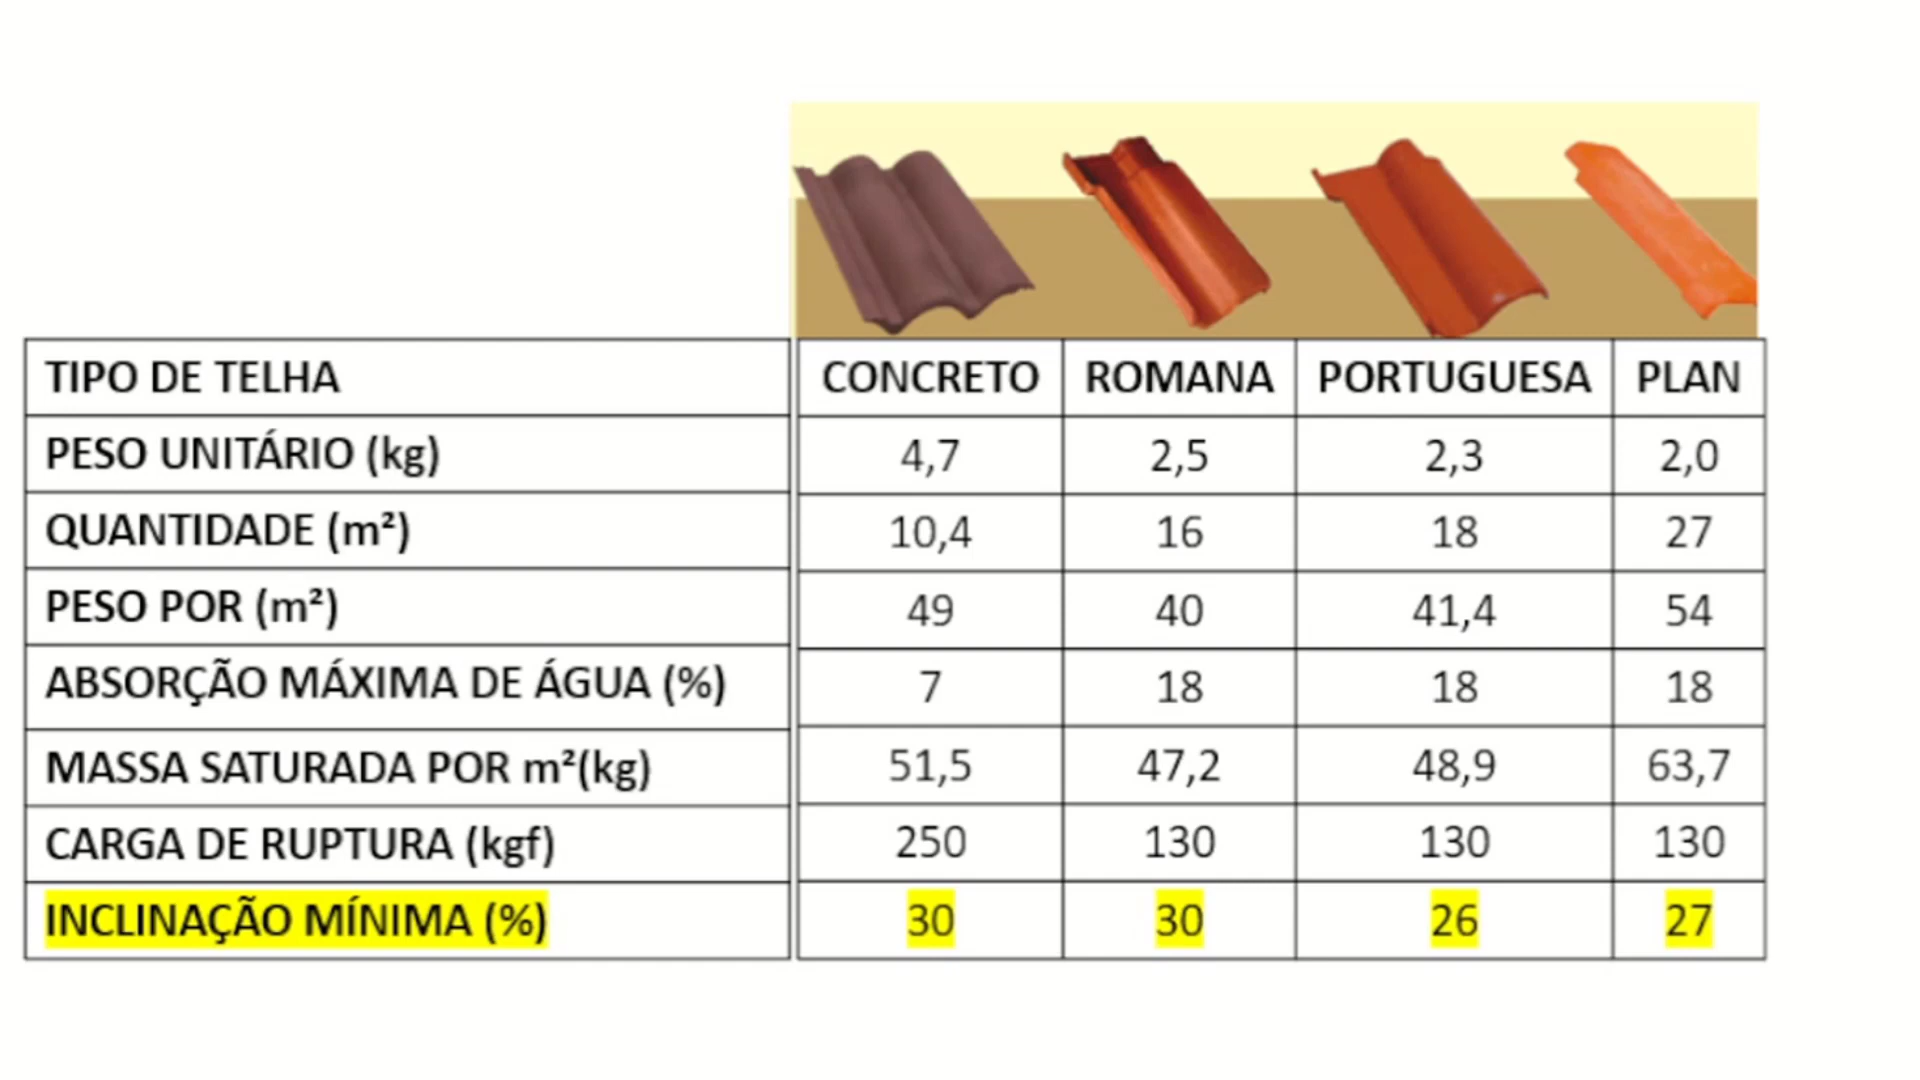 TIPO DE TELHA CONCRETO ROMANA PORTUGUESA PLAN
PESO UNITÁRIO (kg) 4,7 2,5 2,3 2,0
QUANTIDADE (m²) 10,4 16 18 27
PESO POR (m²) 49 40 41,4 54
ABSORÇÃO MÁXIMA DE ÁGUA (%) 7 18 18 18
MASSA SATURADA POR m²(kg) 51,5 47,2 48,9 63,7
CARGA DE RUPTURA (kgf) 250 130 130 130
INCLINAÇÃO MÍNIMA (%) 30 30 26 27